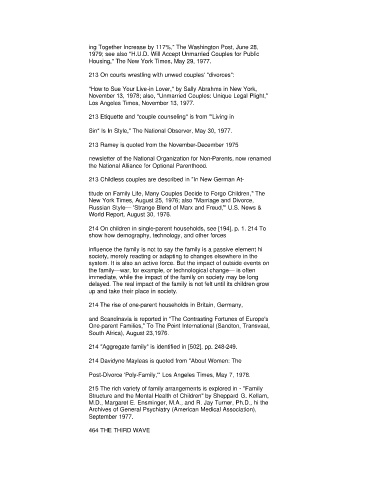 ing Together Increase by 117%," The Washington Post, June 28,
1979; see also "H.U.D. Will Accept Unmarried Couples for Public
Housing," The New York Times, May 29, 1977.
213 On courts wrestling with unwed couples' "divorces":
"How to Sue Your Live-in Lover," by Sally Abrahms in New York,
November 13, 1978; also, "Unmarried Couples: Unique Legal Plight,"
Los Angeles Times, November 13, 1977.
213 Etiquette and "couple counseling" is from "'Living in
Sin" Is In Style," The National Observer, May 30, 1977.
213 Ramey is quoted from the November-December 1975
newsletter of the National Organization for Non-Parents, now renamed
the National Alliance for Optional Parenthood.
213 Childless couples are described in "In New German At-
titude on Family Life, Many Couples Decide to Forgo Children," The
New York Times, August 25, 1976; also "Marriage and Divorce,
Russian Style— 'Strange Blend of Marx and Freud,'" U.S. News &
World Report, August 30, 1976.
214 On children in single-parent households, see [194], p. 1. 214 To
show how demography, technology, and other forces
influence the family is not to say the family is a passive element hi
society, merely reacting or adapting to changes elsewhere in the
system. It is also an active force. But the impact of outside events on
the family—war, for example, or technological change— is often
immediate, while the impact of the family on society may be long
delayed. The real impact of the family is not felt until its children grow
up and take their place in society.
214 The rise of one-parent households in Britain, Germany,
and Scandinavia is reported in "The Contrasting Fortunes of Europe's
One-parent Families," To The Point International (Sandton, Transvaal,
South Africa), August 23,1976.
214 "Aggregate family" is identified in [502], pp. 248-249.
214 Davidyne Mayleas is quoted from "About Women: The
Post-Divorce 'Poly-Family,'" Los Angeles Times, May 7, 1978.
215 The rich variety of family arrangements is explored in - "Family
Structure and the Mental Health of Children" by Sheppard G. Kellam,
M.D., Margaret E. Ensminger, M.A., and R. Jay Turner, Ph.D., hi the
Archives of General Psychiatry (American Medical Association),
September 1977.
464 THE THIRD WAVE